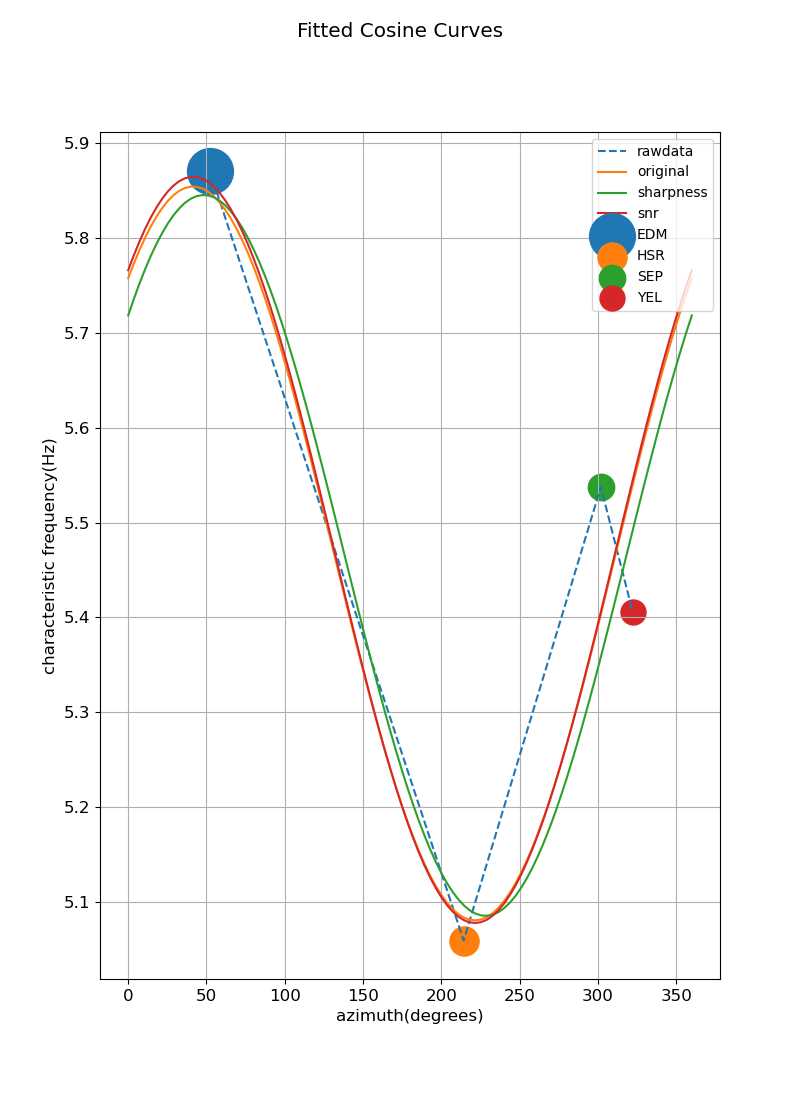 Fitted Cosine Curves
5.9
5.8
5.7
5.6
5.5
5.4
5.3
5.2
5.1
characteristic frequency(Hz)
rawdata
original
sharpness
snr
EDM
HSR
SEP
YEL
0 50 100 150 200 250 300 350
azimuth(degrees)